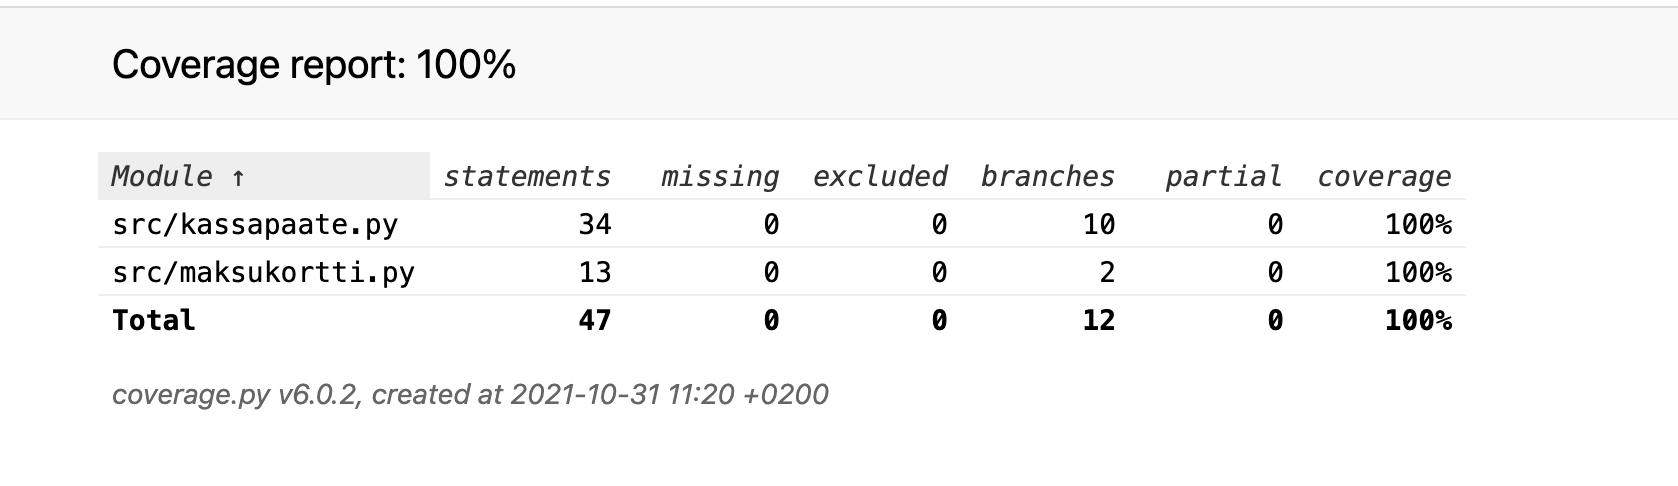 Coverage report: 100%
Module ↑ statements missing excluded branches partial coverage
src/kassapaate.py 34 0 0 10 0 100%
src/maksukortti.py 13 0 0 2 0 100%
Total 47 0 0 12 0 100%
coverage.py v6.0.2, created at 2021-10-31 11:20 +0200